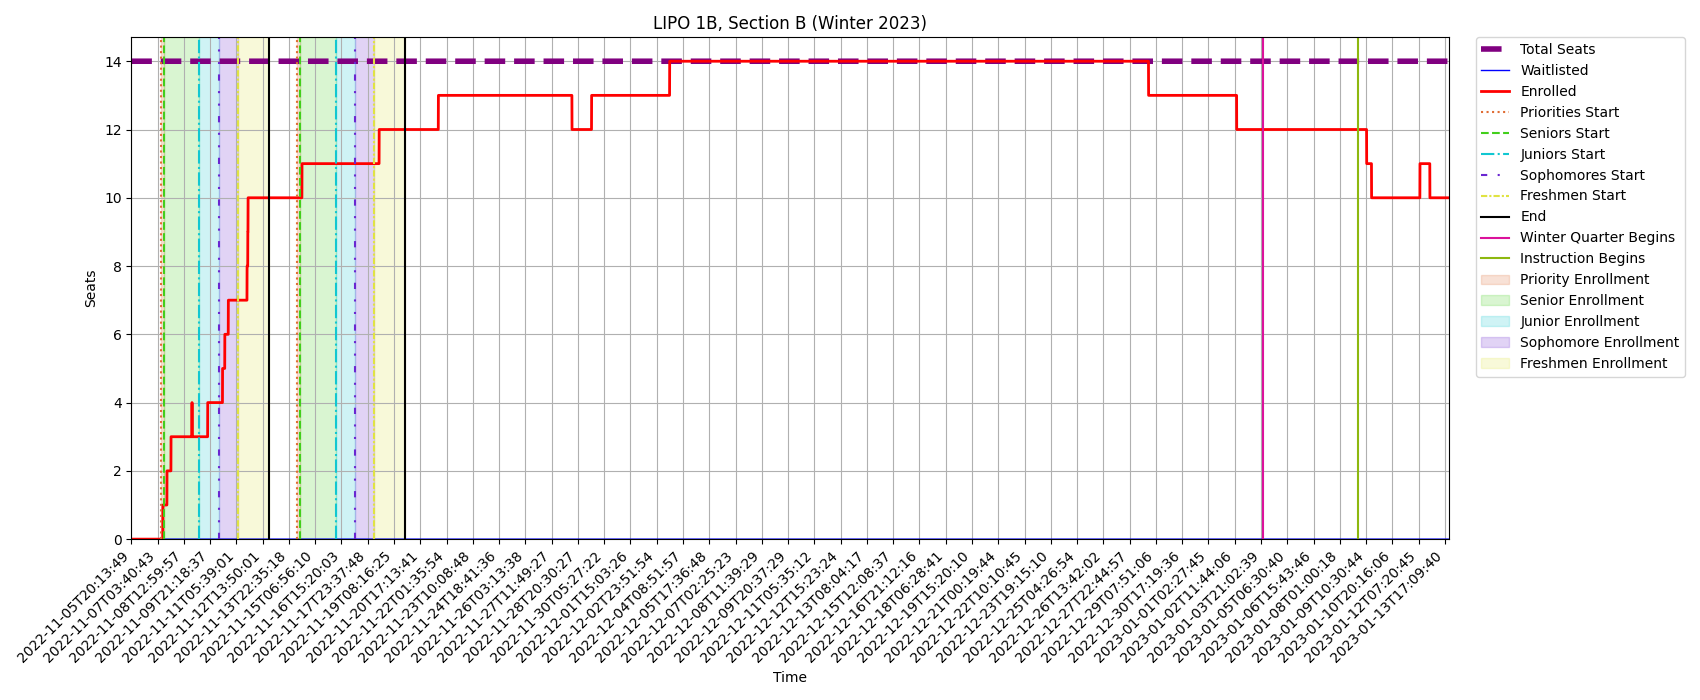 LIPO 1B, Section B (Winter 2023)
Seats
14
12
10
8
6
4
2
0
2022-11-05T20:13:49
2022-11-07T03:40:43
2022-11-08T12:59:57
2022-11-09T21:18:37
2022-11-11T05:39:01
2022-11-12T13:50:01
2022-11-13T22:35:18
2022-11-15T06:56:10
2022-11-16T15:20:03
2022-11-17T23:37:48
2022-11-19T08:16:25
2022-11-20T17:13:41
2022-11-22T01:35:54
2022-11-23T10:08:48
2022-11-24T18:41:36
2022-11-26T03:13:38
2022-11-27T11:49:27
2022-11-28T20:30:27
2022-11-30T05:27:22
2022-12-01T15:03:26
2022-12-02T23:51:54
2022-12-04T08:51:57
2022-12-05T17:36:48
2022-12-07T02:25:23
2022-12-08T11:39:29
2022-12-09T20:37:29
2022-12-11T05:35:12
2022-12-12T15:23:24
2022-12-13T08:04:17
2022-12-15T12:08:37
2022-12-16T21:12:16
2022-12-18T06:28:41
2022-12-19T15:20:10
2022-12-21T00:19:44
2022-12-22T10:10:45
2022-12-23T19:15:10
2022-12-25T04:26:54
2022-12-26T13:42:02
2022-12-27T22:44:57
2022-12-29T07:51:06
2022-12-30T17:19:36
2023-01-01T02:27:45
2023-01-02T11:44:06
2023-01-03T21:02:39
2023-01-05T06:30:40
2023-01-06T15:43:46
2023-01-08T01:00:18
2023-01-09T10:30:44
2023-01-10T20:16:06
2023-01-12T07:20:45
2023-01-13T17:09:40
Time
Total Seats
Waitlisted
Enrolled
Priorities Start
Seniors Start
Juniors Start
Sophomores Start
Freshmen Start
End
Winter Quarter Begins
Instruction Begins
Priority Enrollment
Senior Enrollment
Junior Enrollment
Sophomore Enrollment
Freshmen Enrollment